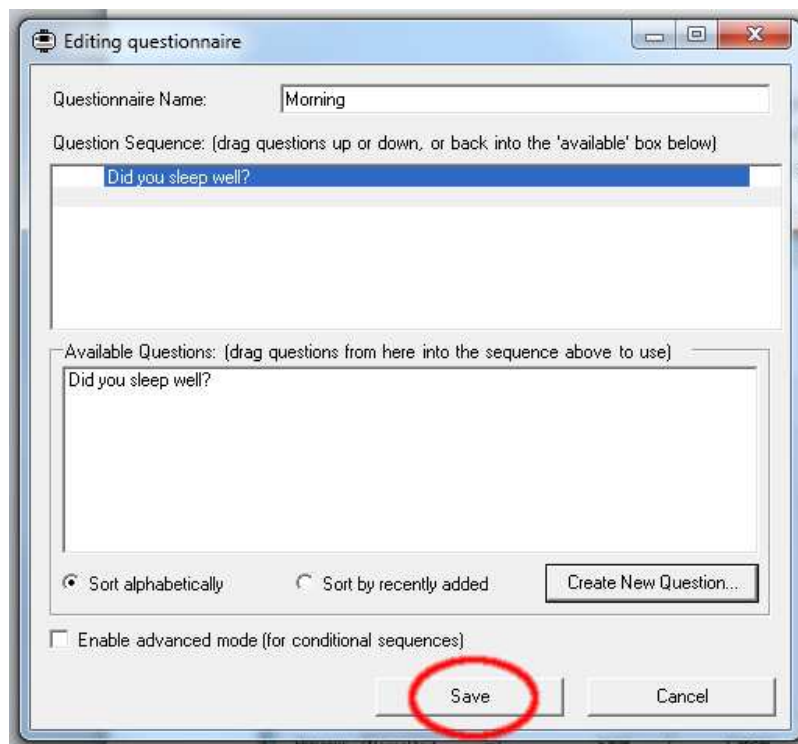 Editing questionnaire
Questionnaire Name: Morning
Question Sequence: (drag questions up or down, or back into the 'available' box below)
Did you sleep well?
Available Questions: (drag questions from here into the sequence above to use)
Did you sleep well?
Sort alphabetically Sort by recently added Create New Question...
Enable advanced mode (for conditional sequences)
Save Cancel